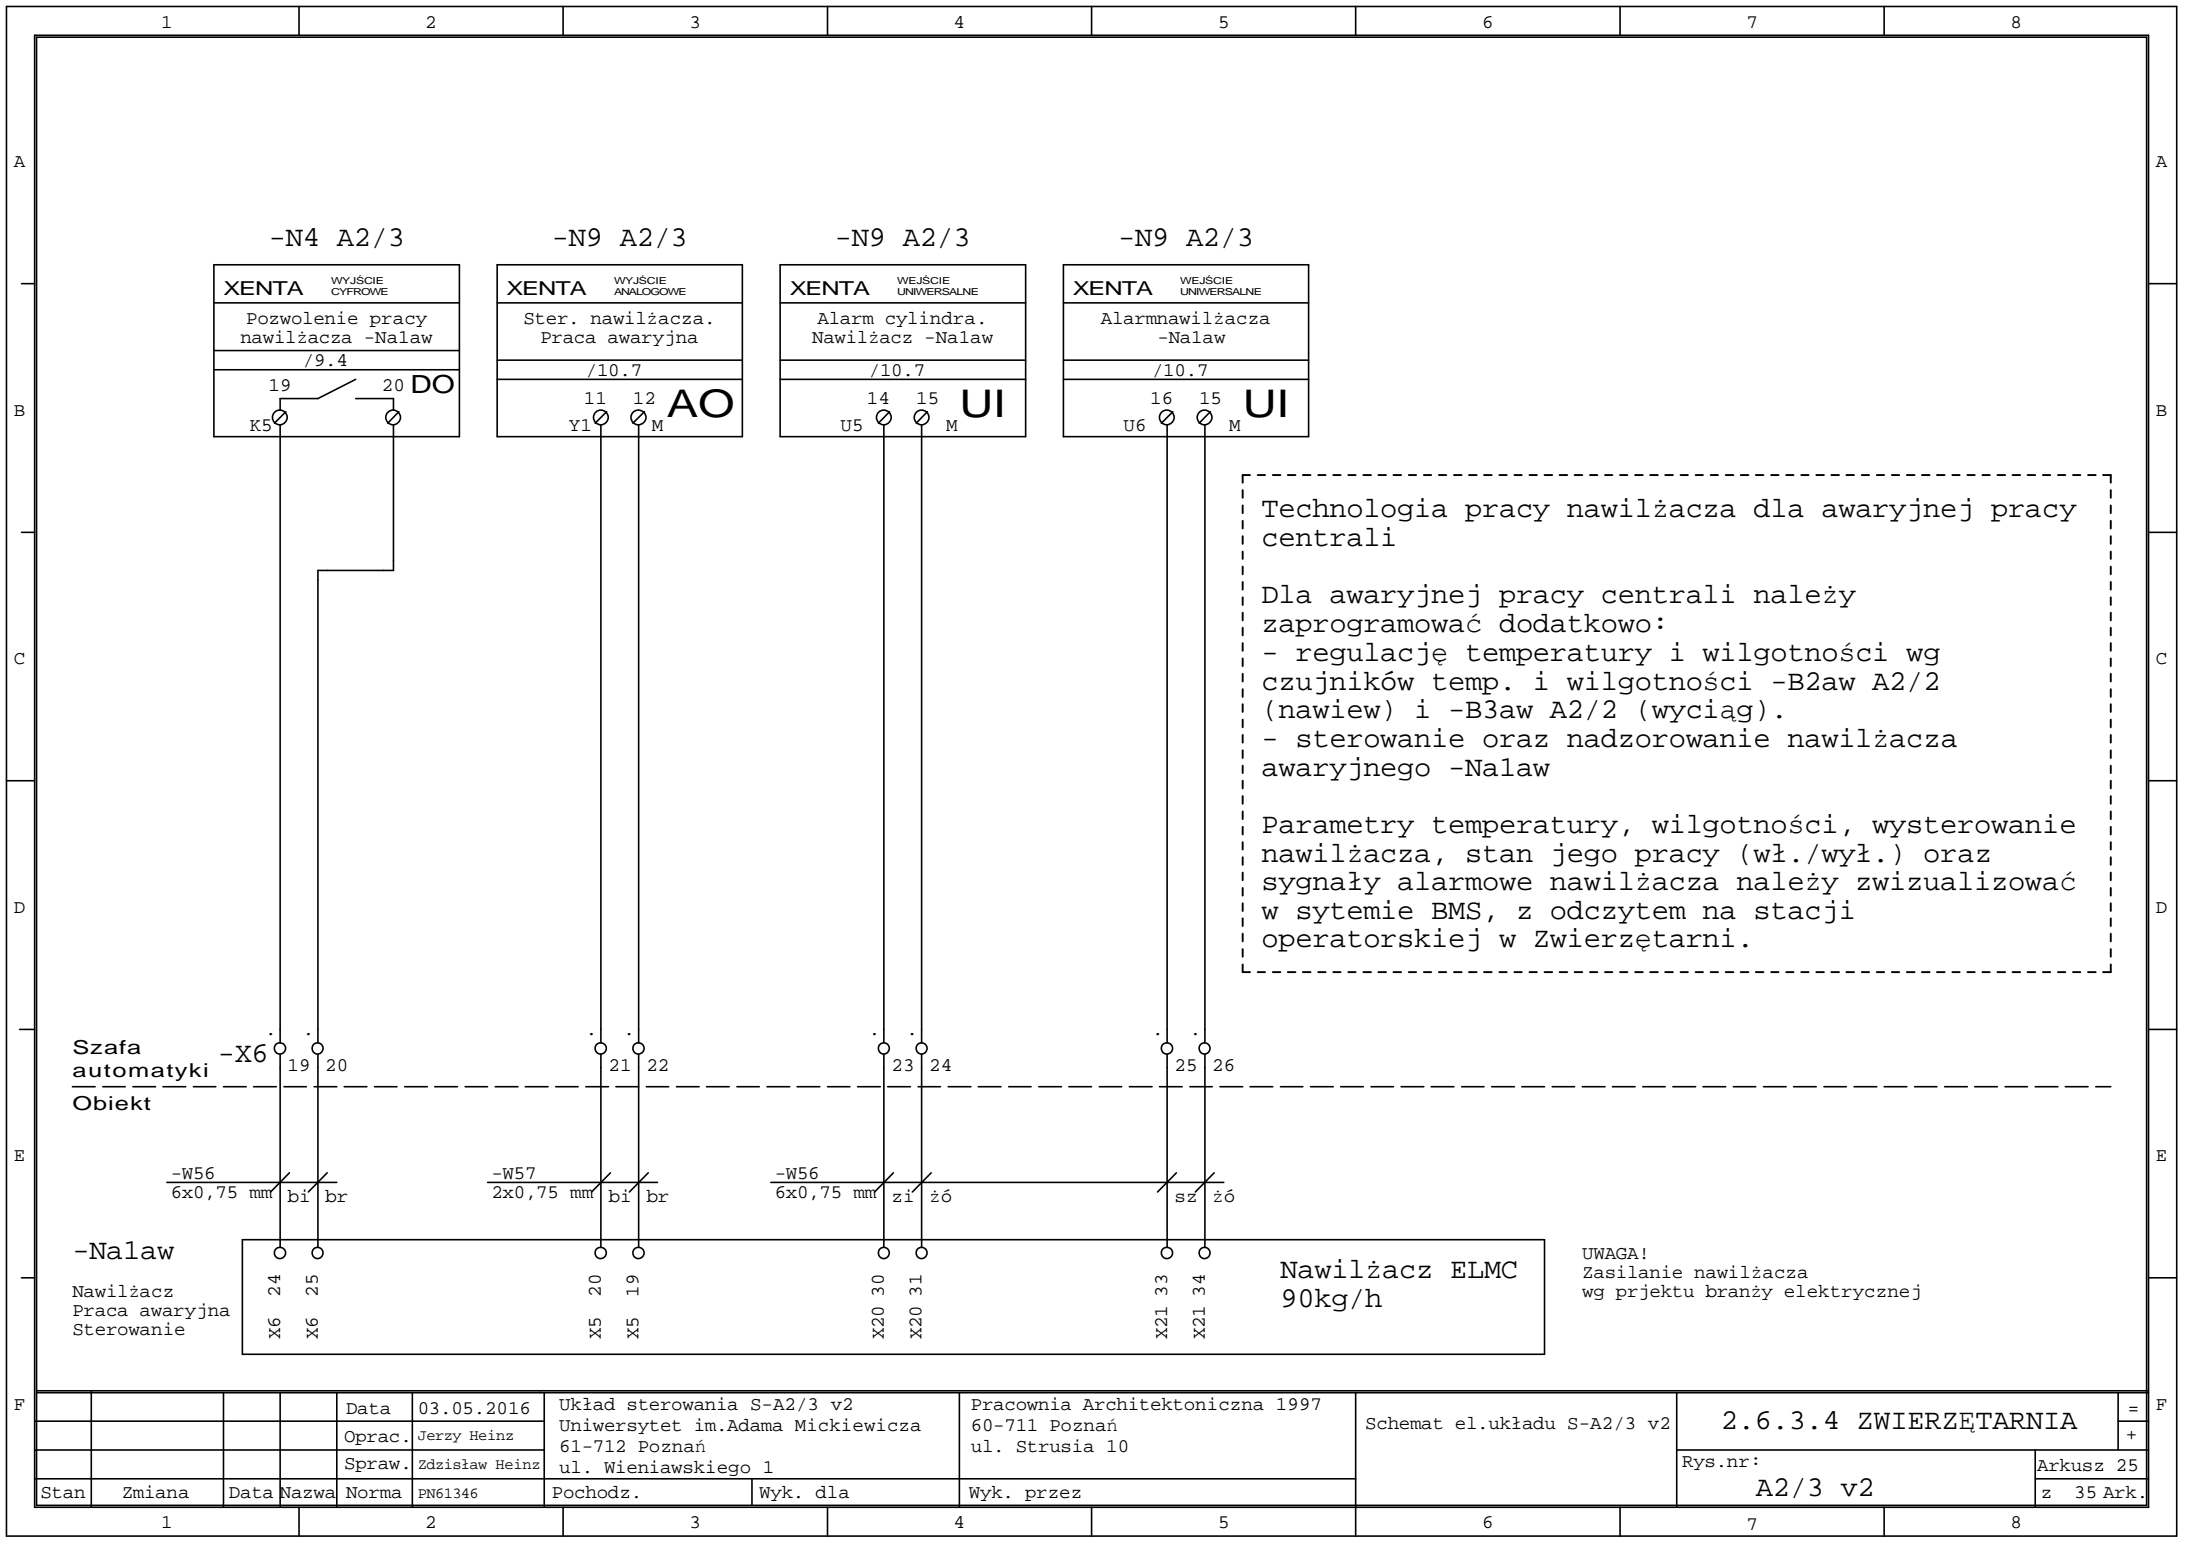 1 2 3 4 5 6 7 8
A A
-N4 A2/3 -N9 A2/3 -N9 A2/3 -N9 A2/3
XENTA WYJŚCIE CYFROWE
Pozwolenie pracy
nawilżacza -Na1aw
/9.4
19 20 DO
K5
XENTA WYJŚCIE ANALOGOWE
Ster. nawilżacza.
Praca awaryjna
/10.7
11 12 AO
Y1 M
XENTA WEJŚCIE UNIWERSALNE
Alarm cylindra.
Nawilżacz -Na1aw
/10.7
14 15 UI
U5 M
XENTA WEJŚCIE UNIWERSALNE
Alarmnawilżacza
-Na1aw
/10.7
16 15 UI
U6 M
B B
Technologia pracy nawilżacza dla awaryjnej pracy
centrali
Dla awaryjnej pracy centrali należy
zaprogramować dodatkowo:
- regulację temperatury i wilgotności wg
czujników temp. i wilgotności -B2aw A2/2
(nawiew) i -B3aw A2/2 (wyciąg).
- sterowanie oraz nadzorowanie nawilżacza
awaryjnego -Na1aw
Parametry temperatury, wilgotności, wysterowanie
nawilżacza, stan jego pracy (wł./wył.) oraz
sygnały alarmowe nawilżacza należy zwizualizować
w sytemie BMS, z odczytem na stacji
operatorskiej w Zwierzętarni.
C C
D D
Szafa
automatyki
-X6
19 20 21 22 23 24 25 26
Obiekt
E E
-W56
6x0,75 mm bi br
-W57
2x0,75 mm bi br
-W56
6x0,75 mm zi żó sz żó
-Na1aw
Nawilżacz
Praca awaryjna
Sterowanie
X6 24
X6 25
X5 20
X5 19
X20 30
X20 31
X21 33
X21 34
Nawilżacz ELMC
90kg/h
UWAGA!
Zasilanie nawilżacza
wg prjektu branży elektrycznej
F F
Data 03.05.2016
Oprac. Jerzy Heinz
Spraw. Zdzisław Heinz
Stan Zmiana Data Nazwa Norma PN61346
Układ sterowania S-A2/3 v2
Uniwersytet im.Adama Mickiewicza
61-712 Poznań
ul. Wieniawskiego 1
Pochodz. Wyk. dla
Pracownia Architektoniczna 1997
60-711 Poznań
ul. Strusia 10
Wyk. przez
Schemat el.układu S-A2/3 v2
2.6.3.4 ZWIERZĘTARNIA
=
+
Rys.nr:
A2/3 v2
Arkusz 25
z 35 Ark.
1 2 3 4 5 6 7 8